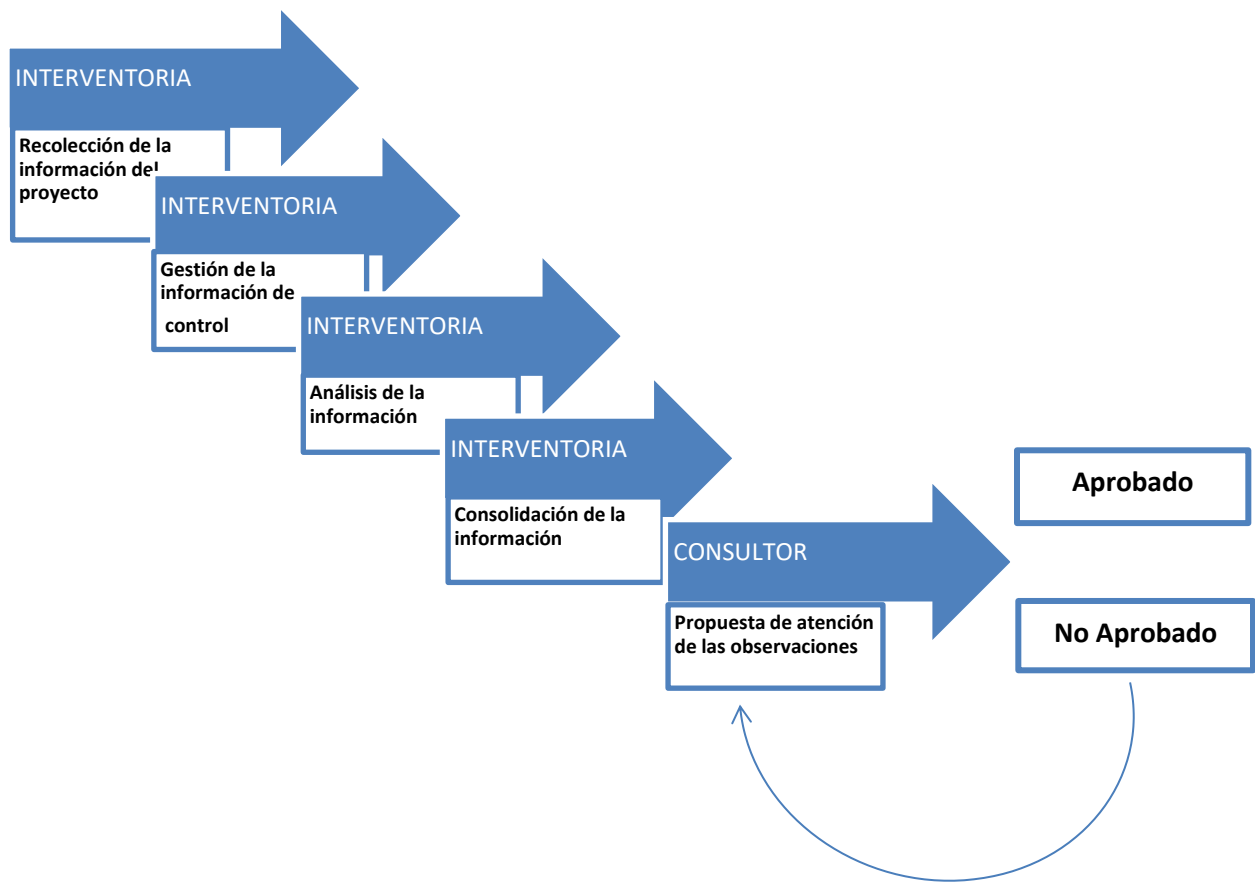 INTERVENTORIA
Recolección de la
información del
proyecto
INTERVENTORIA
Gestión de la
información de
control
INTERVENTORIA
Análisis de la
información
INTERVENTORIA
Consolidación de la
información
CONSULTOR
Propuesta de atención
de las observaciones
Aprobado
No Aprobado